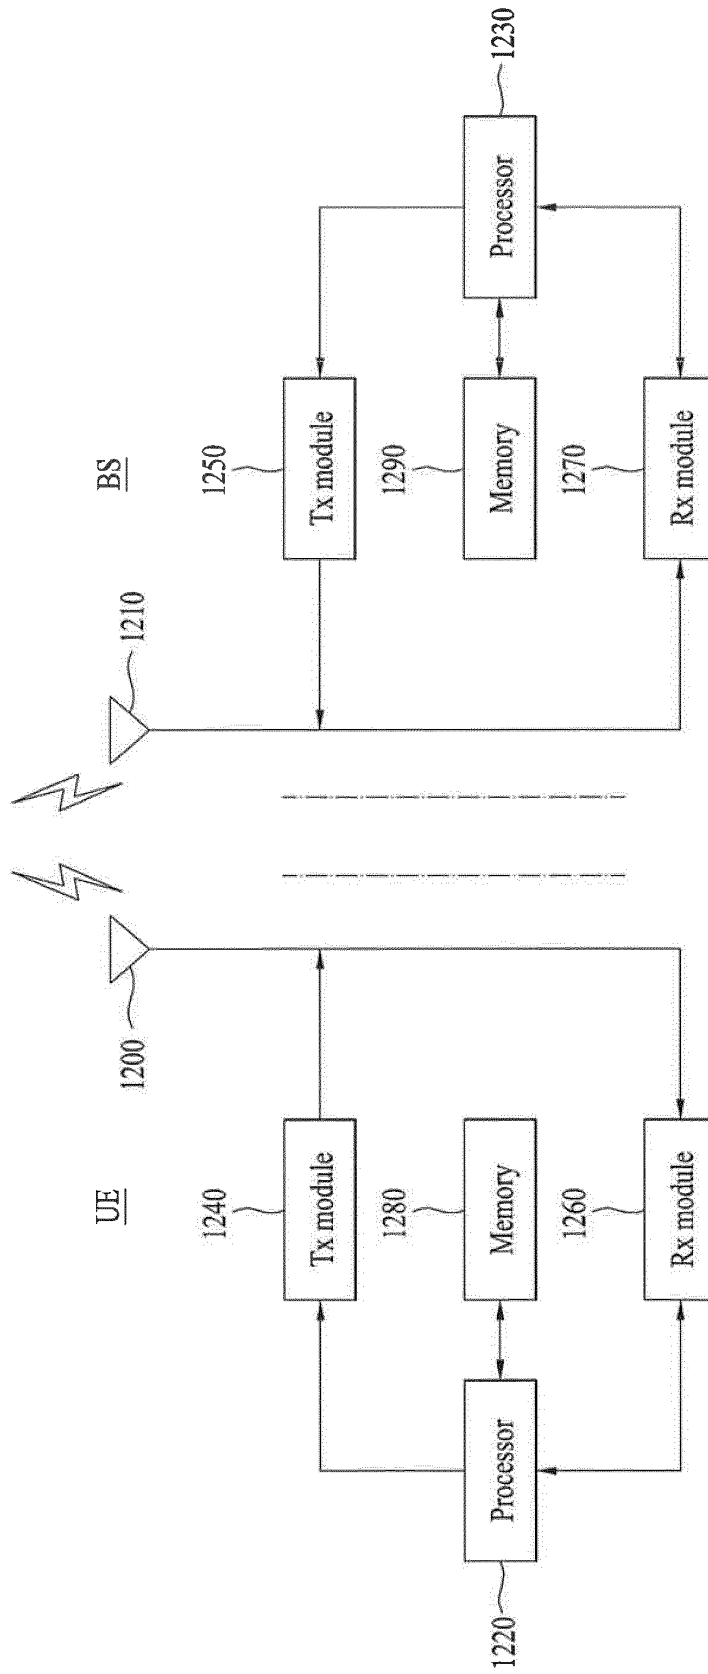 UE
BS
1200
1210
1240
Tx module
1250
Tx module
1220
Processor
1280
Memory
1290
Memory
Processor
1230
1260
Rx module
1270
Rx module